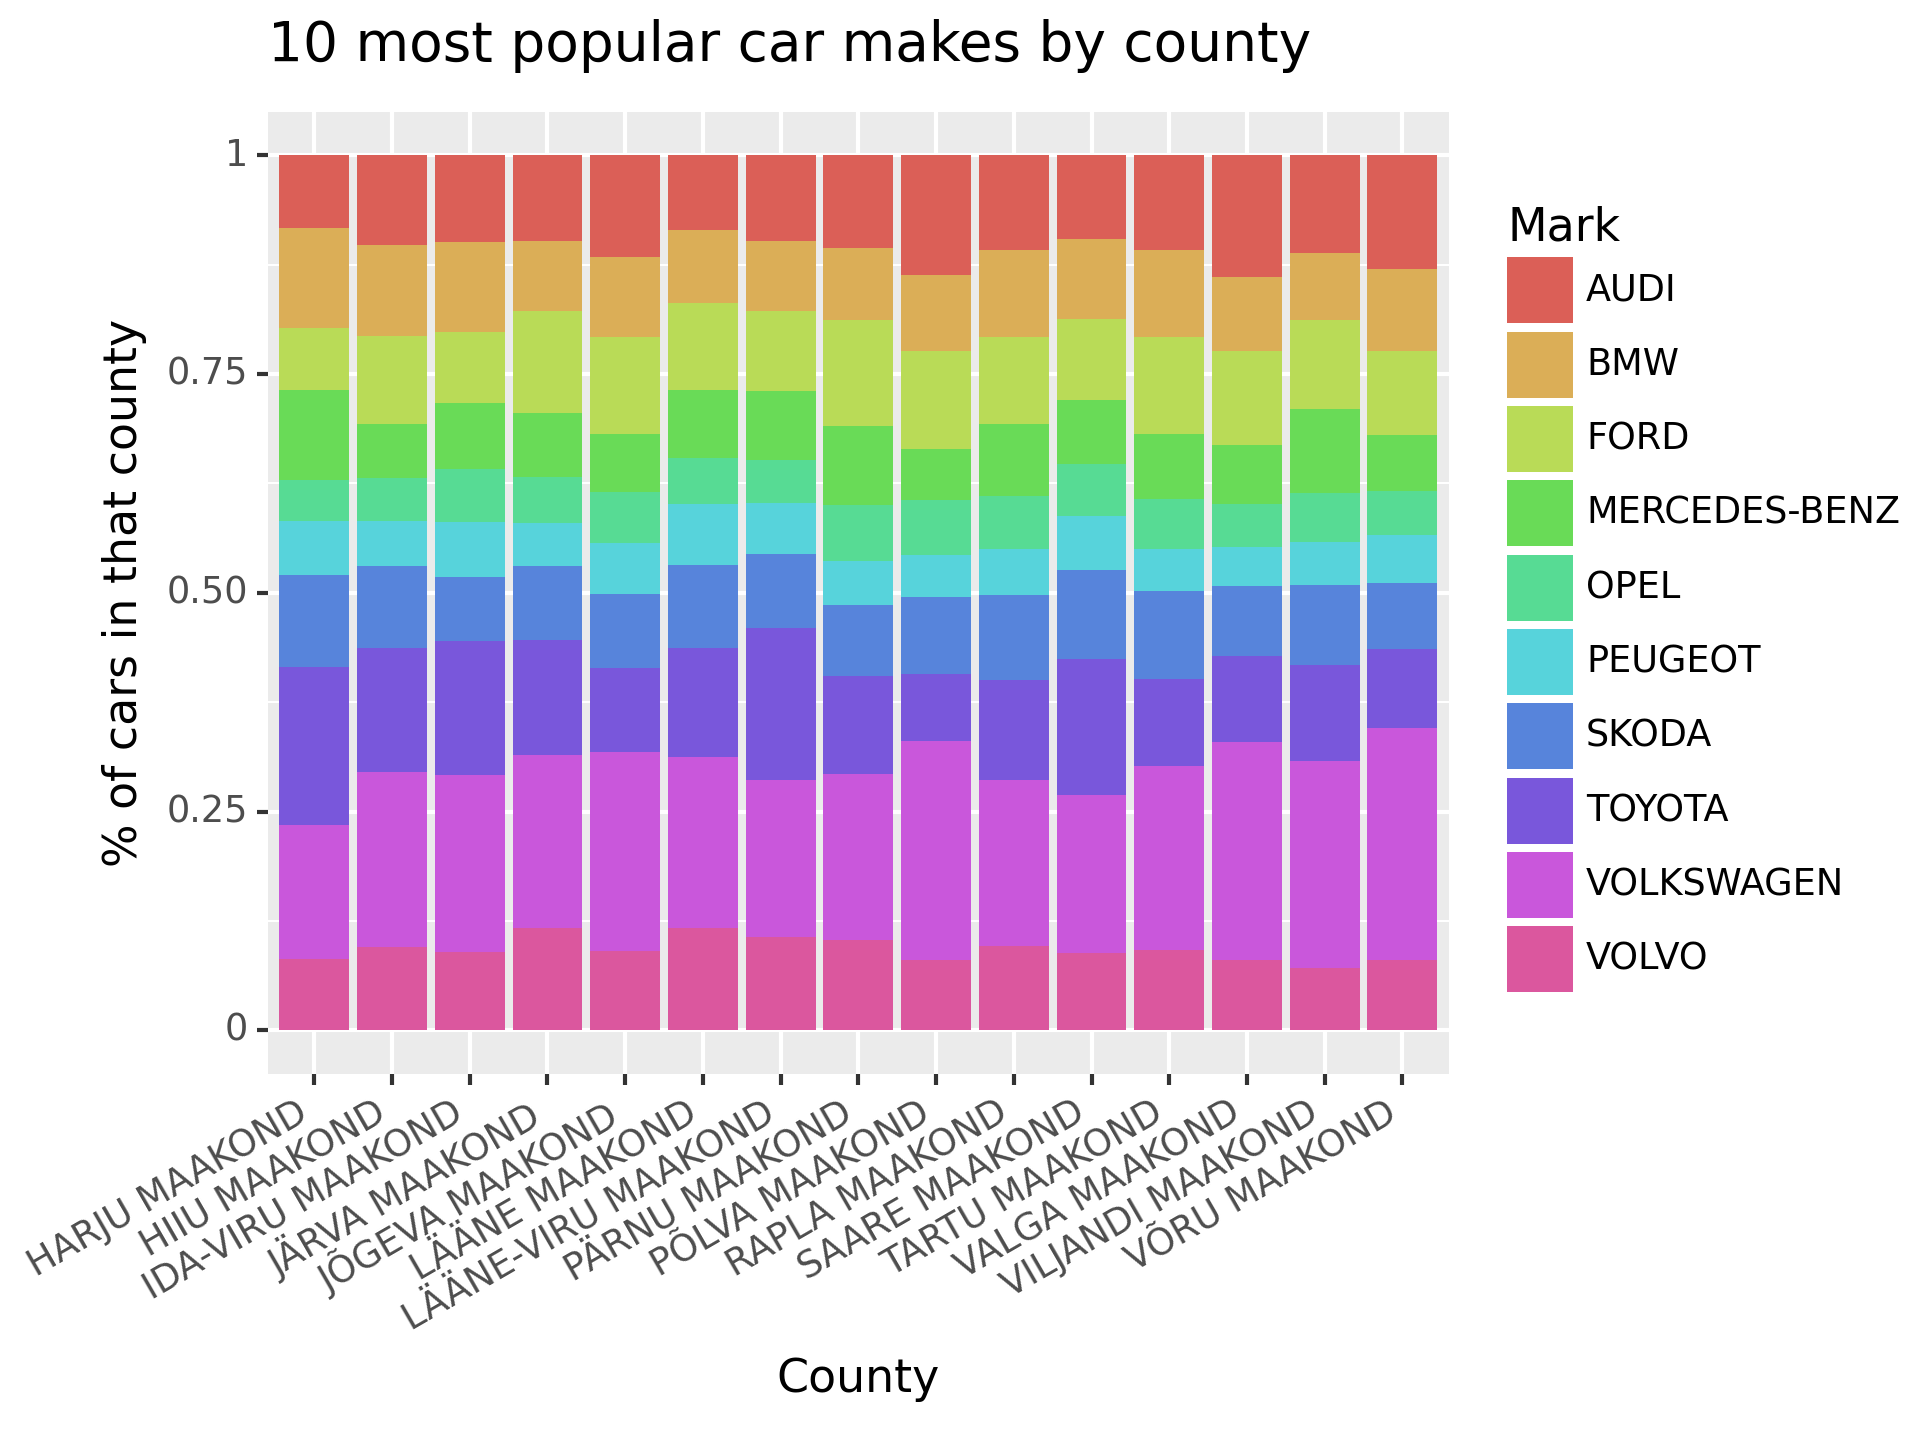 10 most popular car makes by county
% of cars in that county
1
0.75
0.50
0.25
0
HARJU MAAKOND
HIIU MAAKOND
IDA-VIRU MAAKOND
JÄRVA MAAKOND
JÕGEVA MAAKOND
LÄÄNE MAAKOND
LÄÄNE-VIRU MAAKOND
PÄRNU MAAKOND
PÕLVA MAAKOND
RAPLA MAAKOND
SAARE MAAKOND
TARTU MAAKOND
VALGA MAAKOND
VILJANDI MAAKOND
VÕRU MAAKOND
County
Mark
AUDI
BMW
FORD
MERCEDES-BENZ
OPEL
PEUGEOT
SKODA
TOYOTA
VOLKSWAGEN
VOLVO